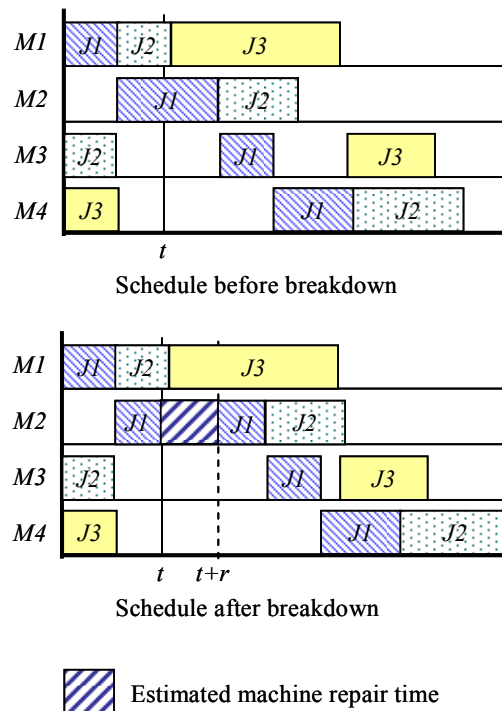 M1 J1 J2 J3
M2 J1 J2
M3 J2 J1 J3
M4 J3 J1 J2
t
Schedule before breakdown
M1 J1 J2 J3
M2 J1 J1 J2
M3 J2 J1 J3
M4 J3 J1 J2
t t+r
Schedule after breakdown
Estimated machine repair time